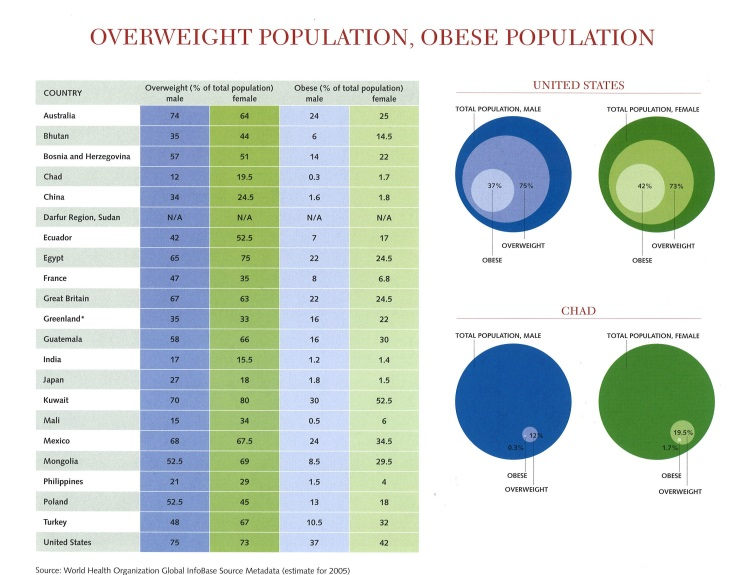 OVERWEIGHT POPULATION, OBESE POPULATION
COUNTRY
Overweight (% of total population)
male female
Obese (% of total population)
male female
Australia 74 64 24 25
Bhutan 35 44 6 14.5
Bosnia and Herzegovina 57 51 14 22
Chad 12 19.5 0.3 1.7
China 34 24.5 1.6 1.8
Darfur Region, Sudan N/A N/A N/A N/A
Ecuador 42 52.5 7 17
Egypt 65 75 22 24.5
France 47 35 8 6.8
Great Britain 67 63 22 24.5
Greenland* 35 33 16 22
Guatemala 58 66 16 30
India 17 15.5 1.2 1.4
Japan 27 18 1.8 1.5
Kuwait 70 80 30 52.5
Mali 15 34 0.5 6
Mexico 68 67.5 24 34.5
Mongolia 52.5 69 8.5 29.5
Philippines 21 29 1.5 4
Poland 52.5 45 13 18
Turkey 48 67 10.5 32
United States 75 73 37 42
Source: World Health Organization Global InfoBase Source Metadata (estimate for 2005)
UNITED STATES
TOTAL POPULATION, MALE
37% 75%
OVERWEIGHT
OBESE
TOTAL POPULATION, FEMALE
42% 73%
OVERWEIGHT
OBESE
CHAD
TOTAL POPULATION, MALE
12%
0.3%
OBESE
OVERWEIGHT
TOTAL POPULATION, FEMALE
19.5%
1.7%
OBESE
OVERWEIGHT